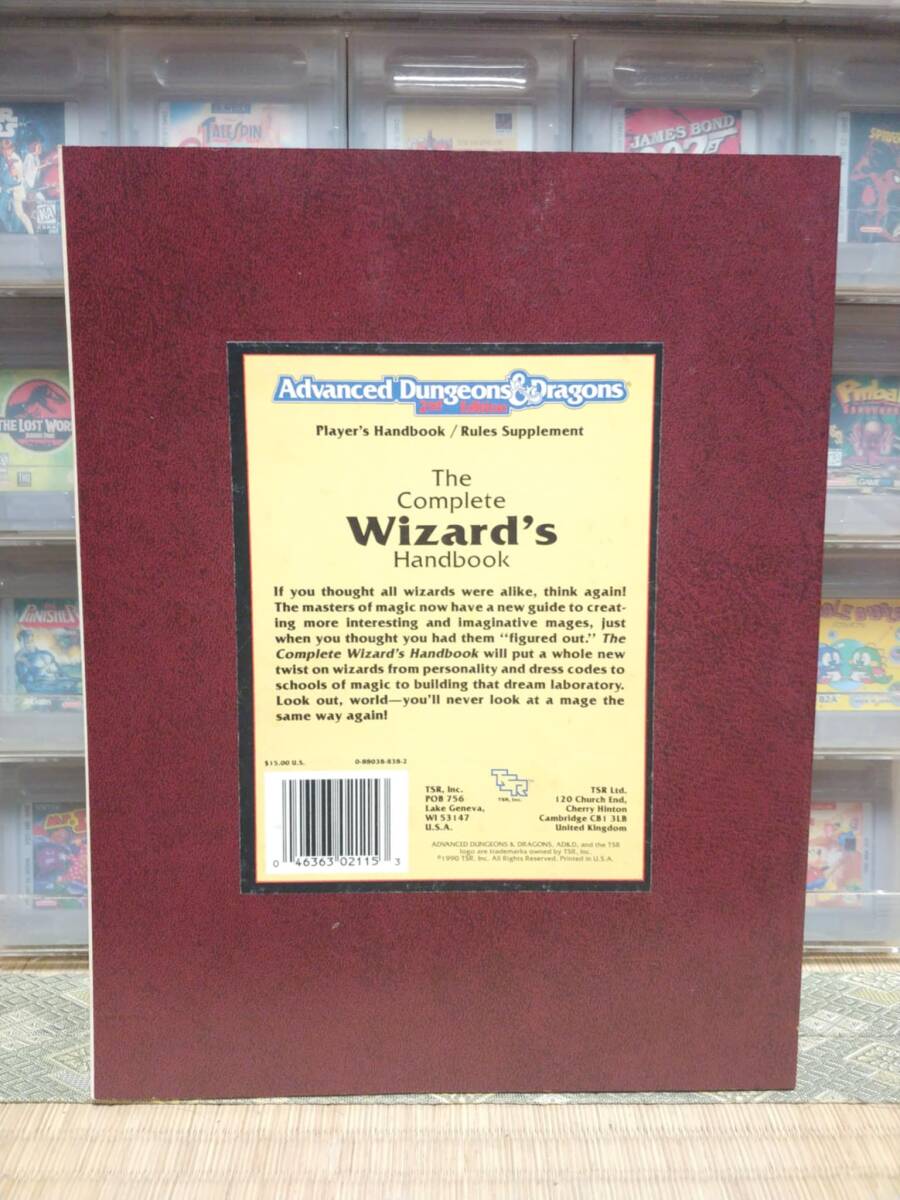 TALESPIN
JAMES BOND
007
THE LOST WORLD
Pinball
PUNISHER
Advanced Dungeons & Dragons
2nd Edition
Player's Handbook / Rules Supplement
The
Complete
Wizard's
Handbook
If you thought all wizards were alike, think again!
The masters of magic now have a new guide to creat-
ing more interesting and imaginative mages, just
when you thought you had them "figured out." The
Complete Wizard's Handbook will put a whole new
twist on wizards from personality and dress codes to
schools of magic to building that dream laboratory.
Look out, world—you'll never look at a mage the
same way again!
$15.00 U.S.
0-88038-838-2
0 46363 02115 3
TSR, Inc.
POB 756
Lake Geneva,
WI 53147
U.S.A.
TSR
TSR, Inc.
TSR Ltd.
120 Church End,
Cherry Hinton
Cambridge CB1 3LB
United Kingdom
ADVANCED DUNGEONS & DRAGONS, AD&D, and the TSR
logo are trademarks owned by TSR, Inc.
©1990 TSR, Inc. All Rights Reserved. Printed in U.S.A.